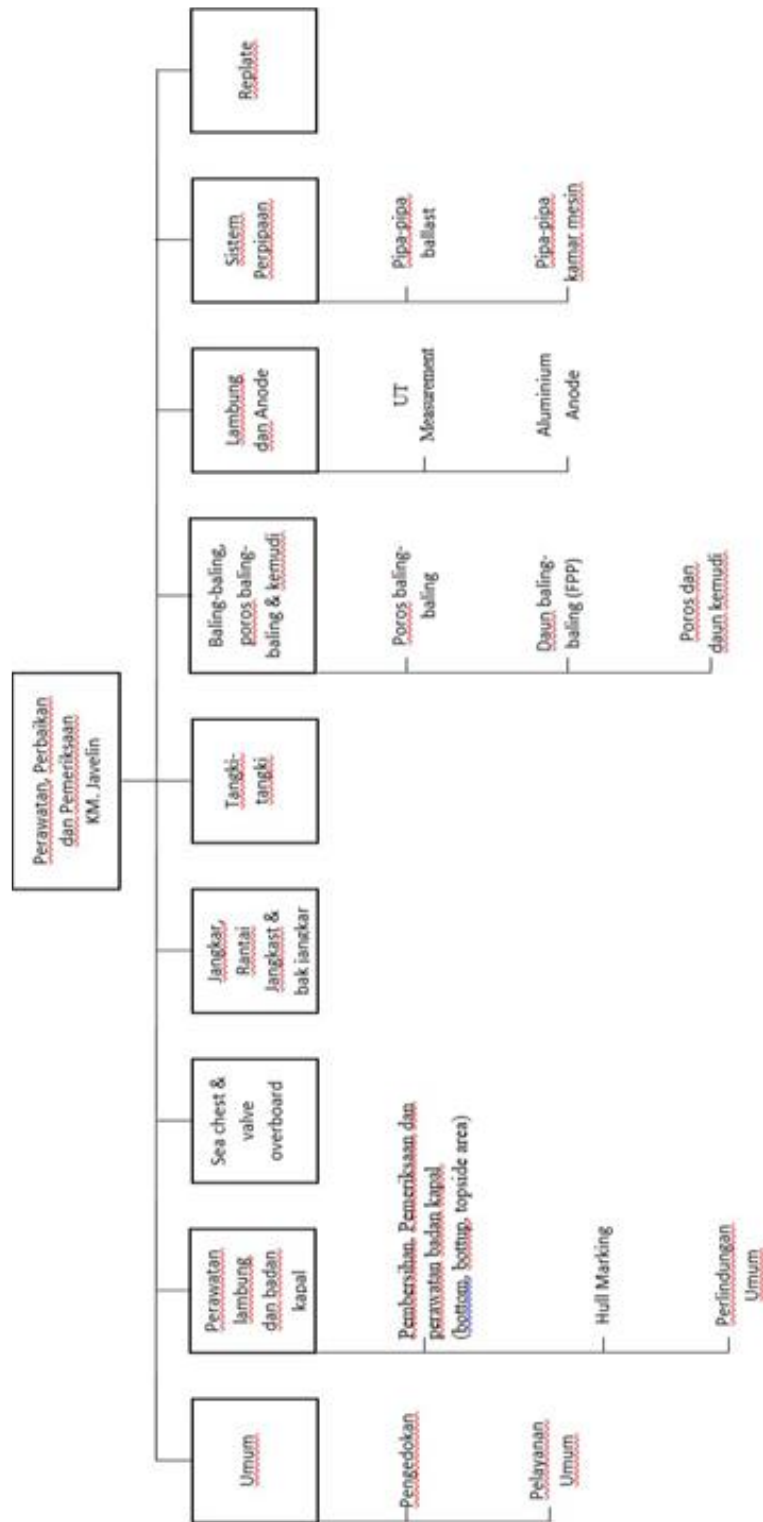 Perawatan, Perbaikan
dan Pemeriksaan
KM. Javelin
Umum
Pengedokan
Pelayanan
Umum
Perawatan
lambung
dan badan
kapal
Pembersihan, Pemeriksaan dan
perawatan badan kapal
(bottom, bottup, topside area)
Hull Marking
Perlindungan
Umum
Sea chest &
valve
overboard
Jangkar,
Rantai
Jangkast &
bak jangkar
Tangki-
tangki
Baling-baling,
poros baling-
baling & kemudi
Poros baling-
baling
Daun baling-
baling (FPP)
Poros dan
daun kemudi
Lambung
dan Anode
UT
Measurement
Aluminium
Anode
Sistem
Perpipaan
Pipa-pipa
ballast
Pipa-pipa
kamar mesin
Replate